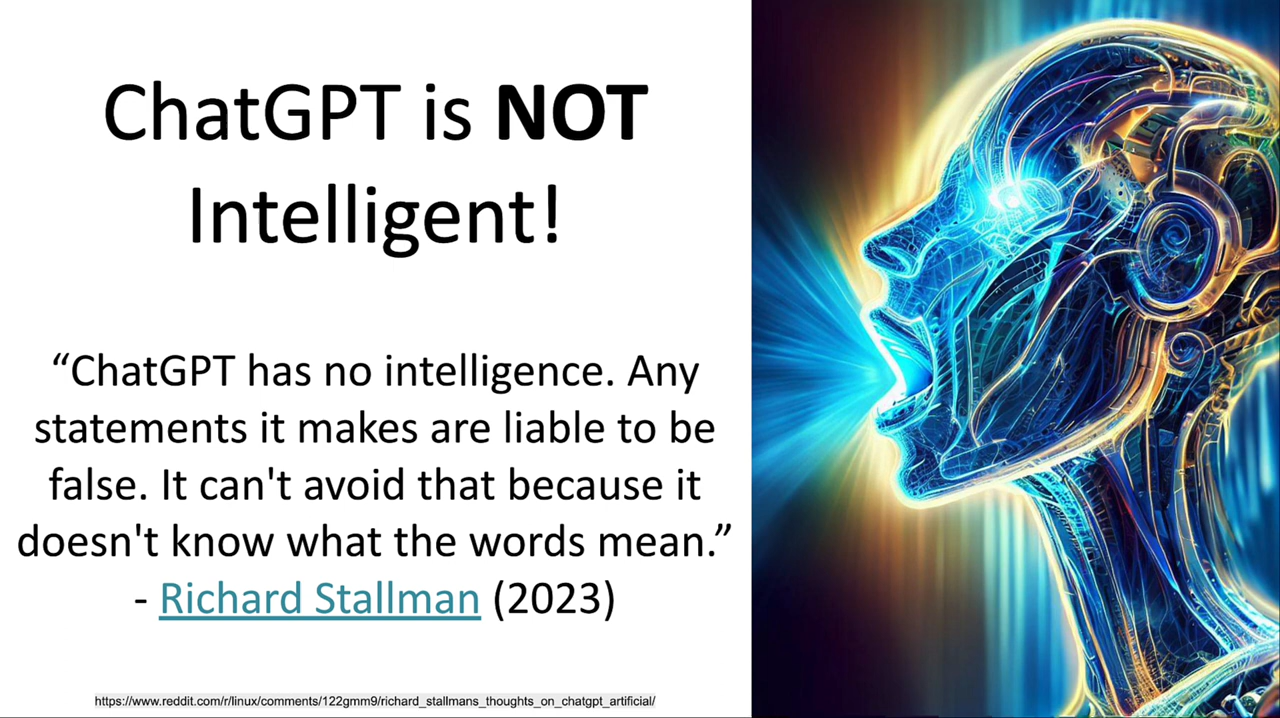 ChatGPT is NOT
Intelligent!
“ChatGPT has no intelligence. Any
statements it makes are liable to be
false. It can't avoid that because it
doesn't know what the words mean.”
- Richard Stallman (2023)
https://www.reddit.com/r/linux/comments/122gmm9/richard_stallmans_thoughts_on_chatgpt_artificial/